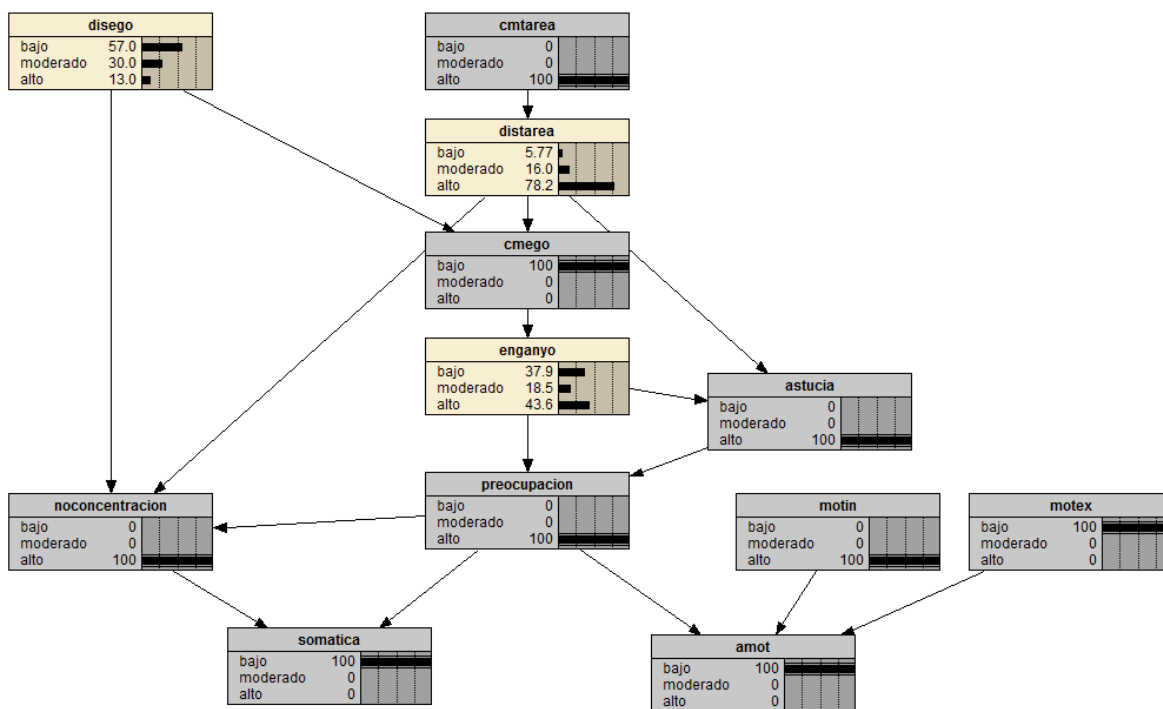 disego
bajo 57.0
moderado 30.0
alto 13.0
cmtarea
bajo 0
moderado 0
alto 100
distarea
bajo 5.77
moderado 16.0
alto 78.2
cmego
bajo 100
moderado 0
alto 0
enganyo
bajo 37.9
moderado 18.5
alto 43.6
astúcia
bajo 0
moderado 0
alto 100
preocupacion
bajo 0
moderado 0
alto 100
noconcentracion
bajo 0
moderado 0
alto 100
motin
bajo 0
moderado 0
alto 100
motex
bajo 100
moderado 0
alto 0
somatica
bajo 100
moderado 0
alto 0
amot
bajo 100
moderado 0
alto 0